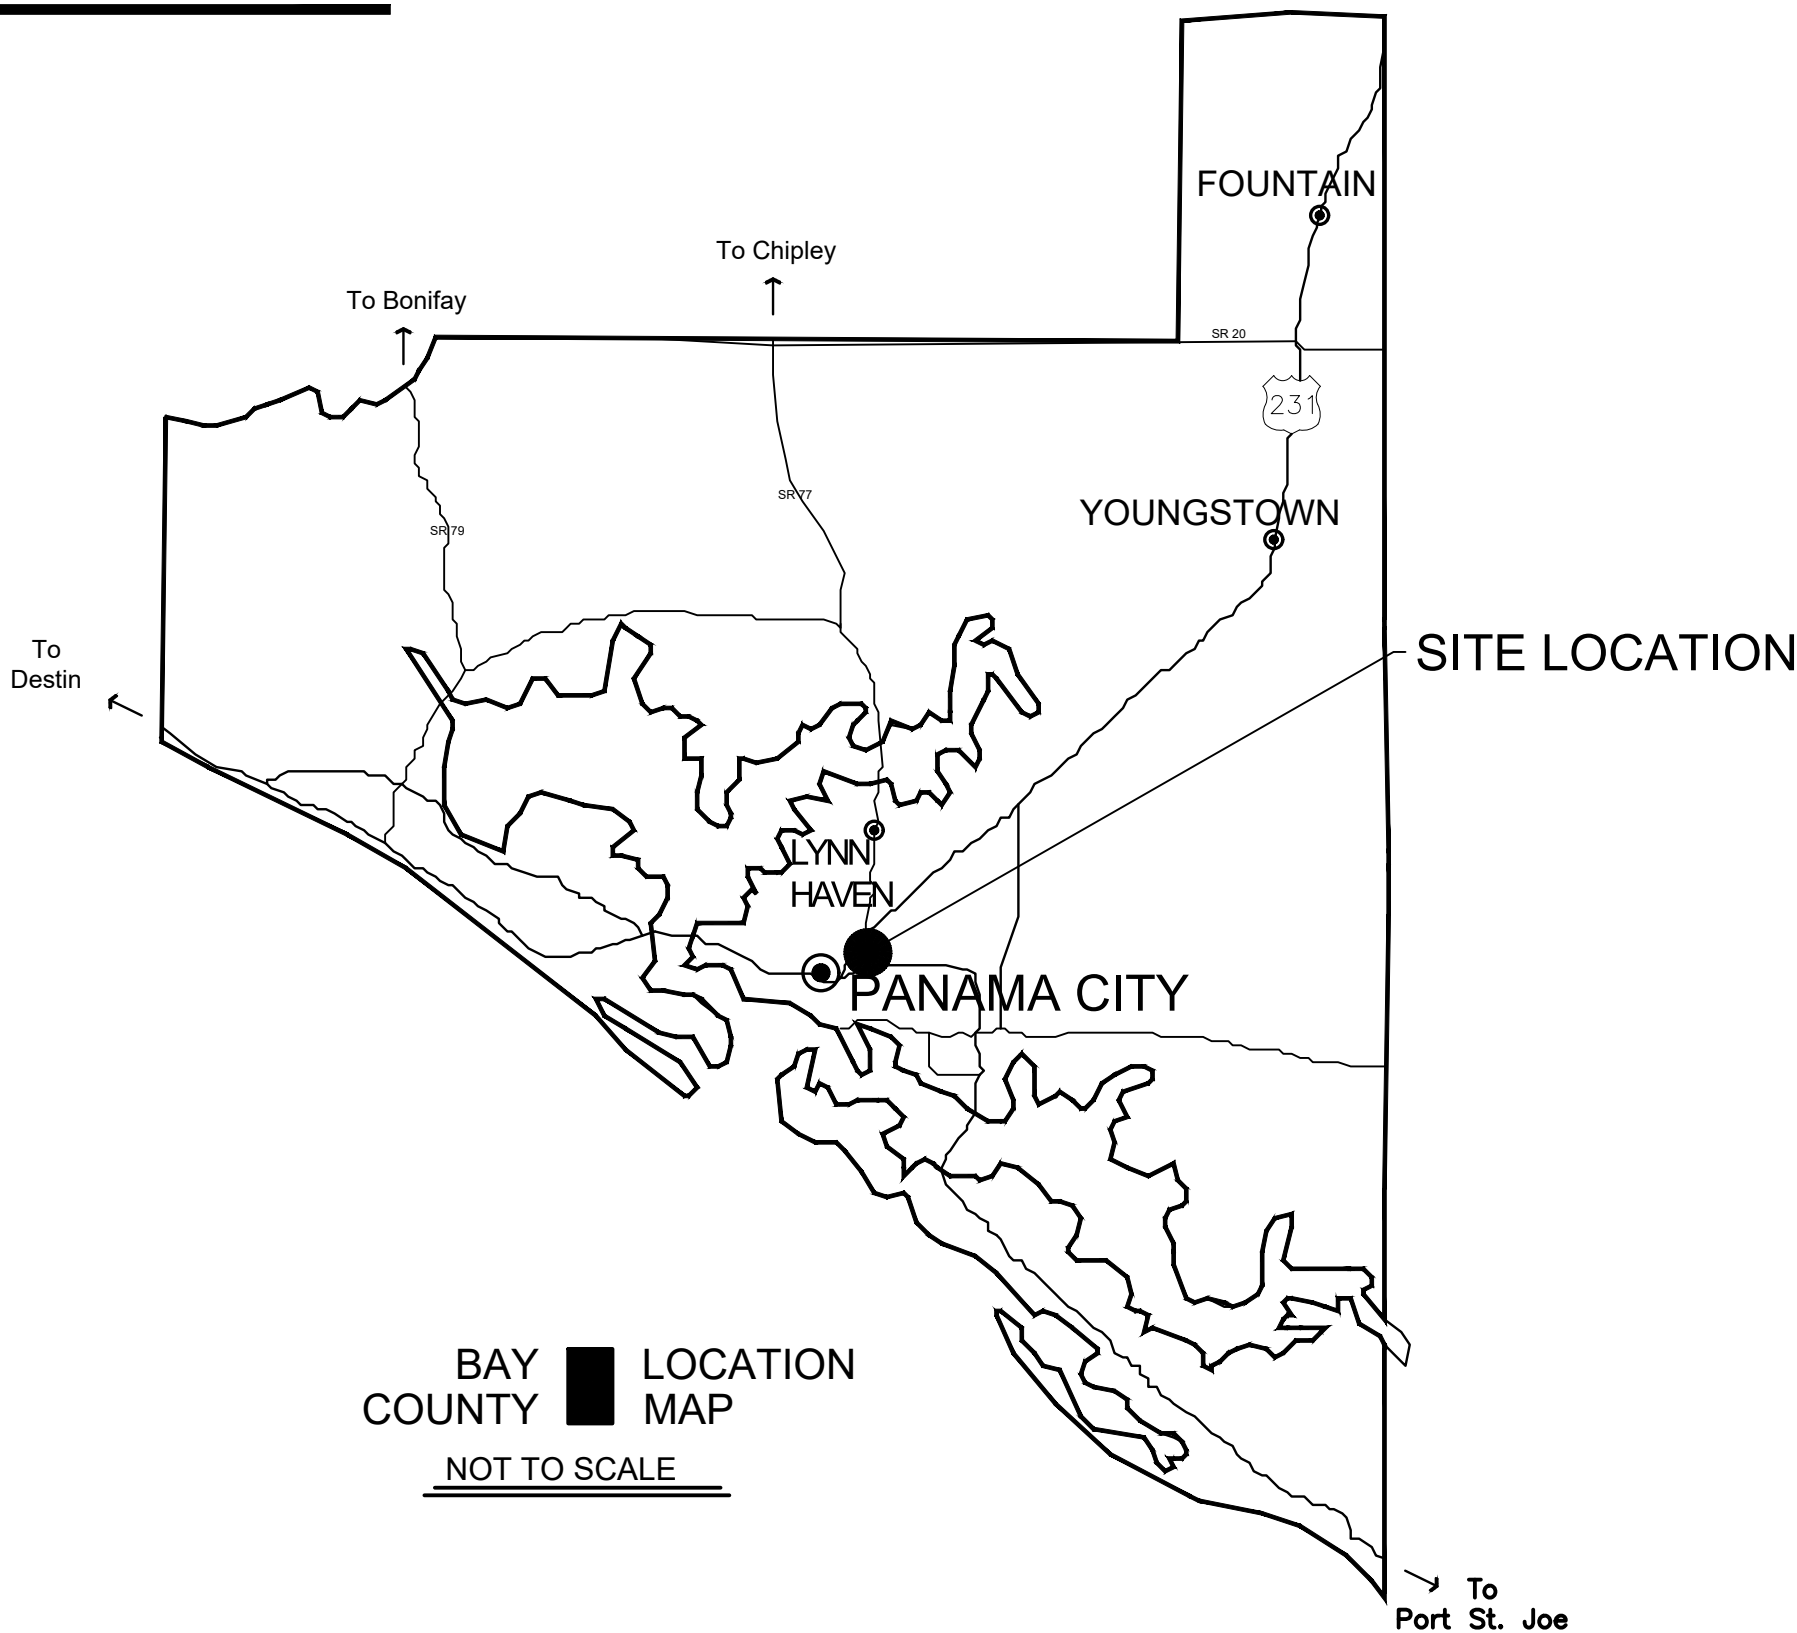 FOUNTAIN
To Chipley
To Bonifay
SR 20
231
SR 77
YOUNGSTOWN
SR 79
To
Destin
SITE LOCATION
LYNN
HAVEN
PANAMA CITY
BAY
COUNTY
LOCATION
MAP
NOT TO SCALE
To
Port St. Joe